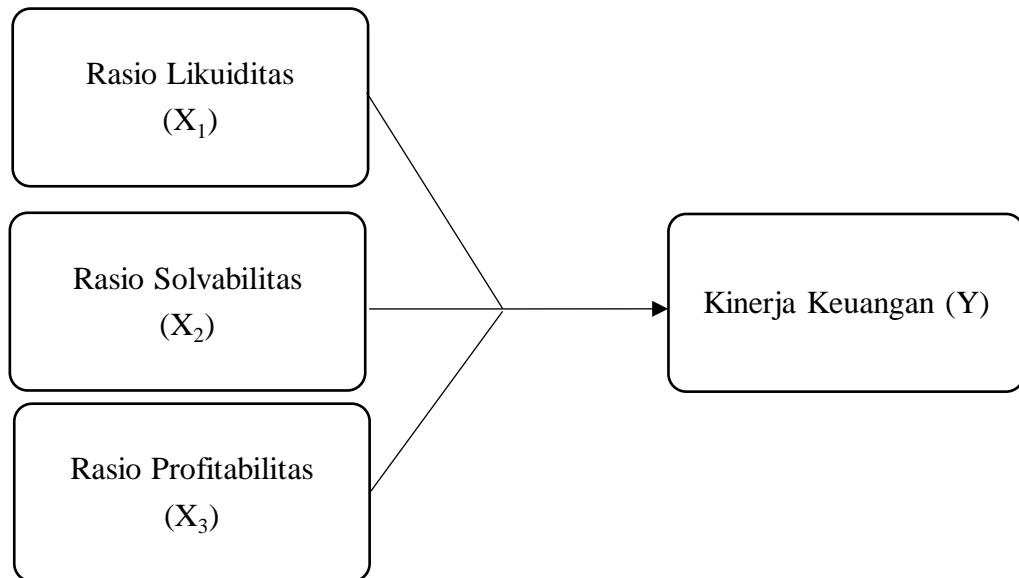 Rasio Likuiditas
(X₁)
Rasio Solvabilitas
(X₂)
Rasio Profitabilitas
(X₃)
Kinerja Keuangan (Y)